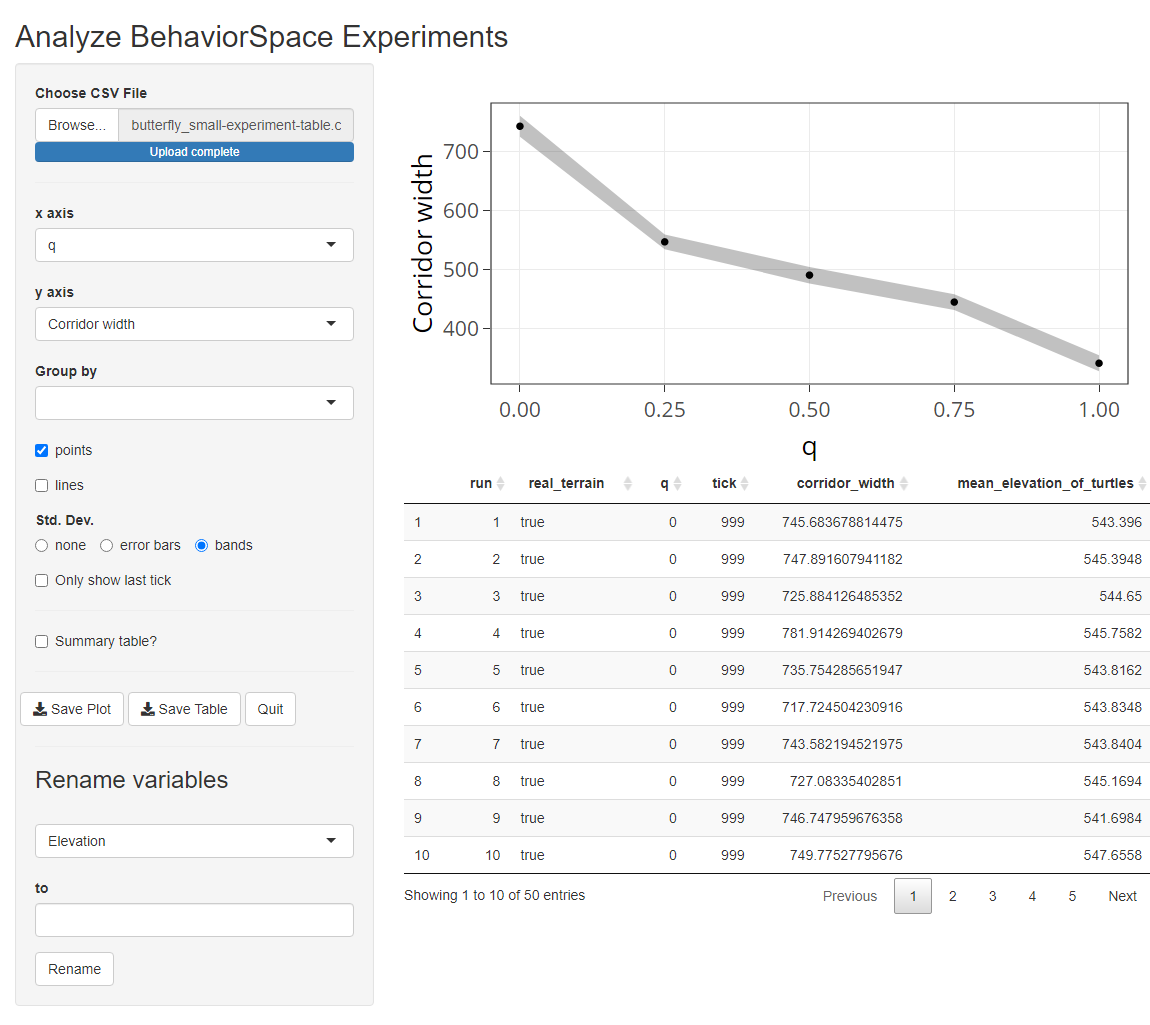 Analyze BehaviorSpace Experiments
Choose CSV File
Browse... butterfly_small-experiment-table.c
Upload complete
x axis
q
y axis
Corridor width
Group by
points
lines
Std. Dev.
none error bars bands
Only show last tick
Summary table?
Save Plot Save Table Quit
Rename variables
Elevation
to
Rename
Corridor width
700
600
500
400
0.00 0.25 0.50 0.75 1.00
q
run real_terrain q tick corridor_width mean_elevation_of_turtles
1 1 true 0 999 745.683678814475 543.396
2 2 true 0 999 747.891607941182 545.3948
3 3 true 0 999 725.884126485352 544.65
4 4 true 0 999 781.914269402679 545.7582
5 5 true 0 999 735.754285651947 543.8162
6 6 true 0 999 717.724504230916 543.8348
7 7 true 0 999 743.582194521975 543.8404
8 8 true 0 999 727.08335402851 545.1694
9 9 true 0 999 746.747959676358 541.6984
10 10 true 0 999 749.77527795676 547.6558
Showing 1 to 10 of 50 entries
Previous 1 2 3 4 5 Next